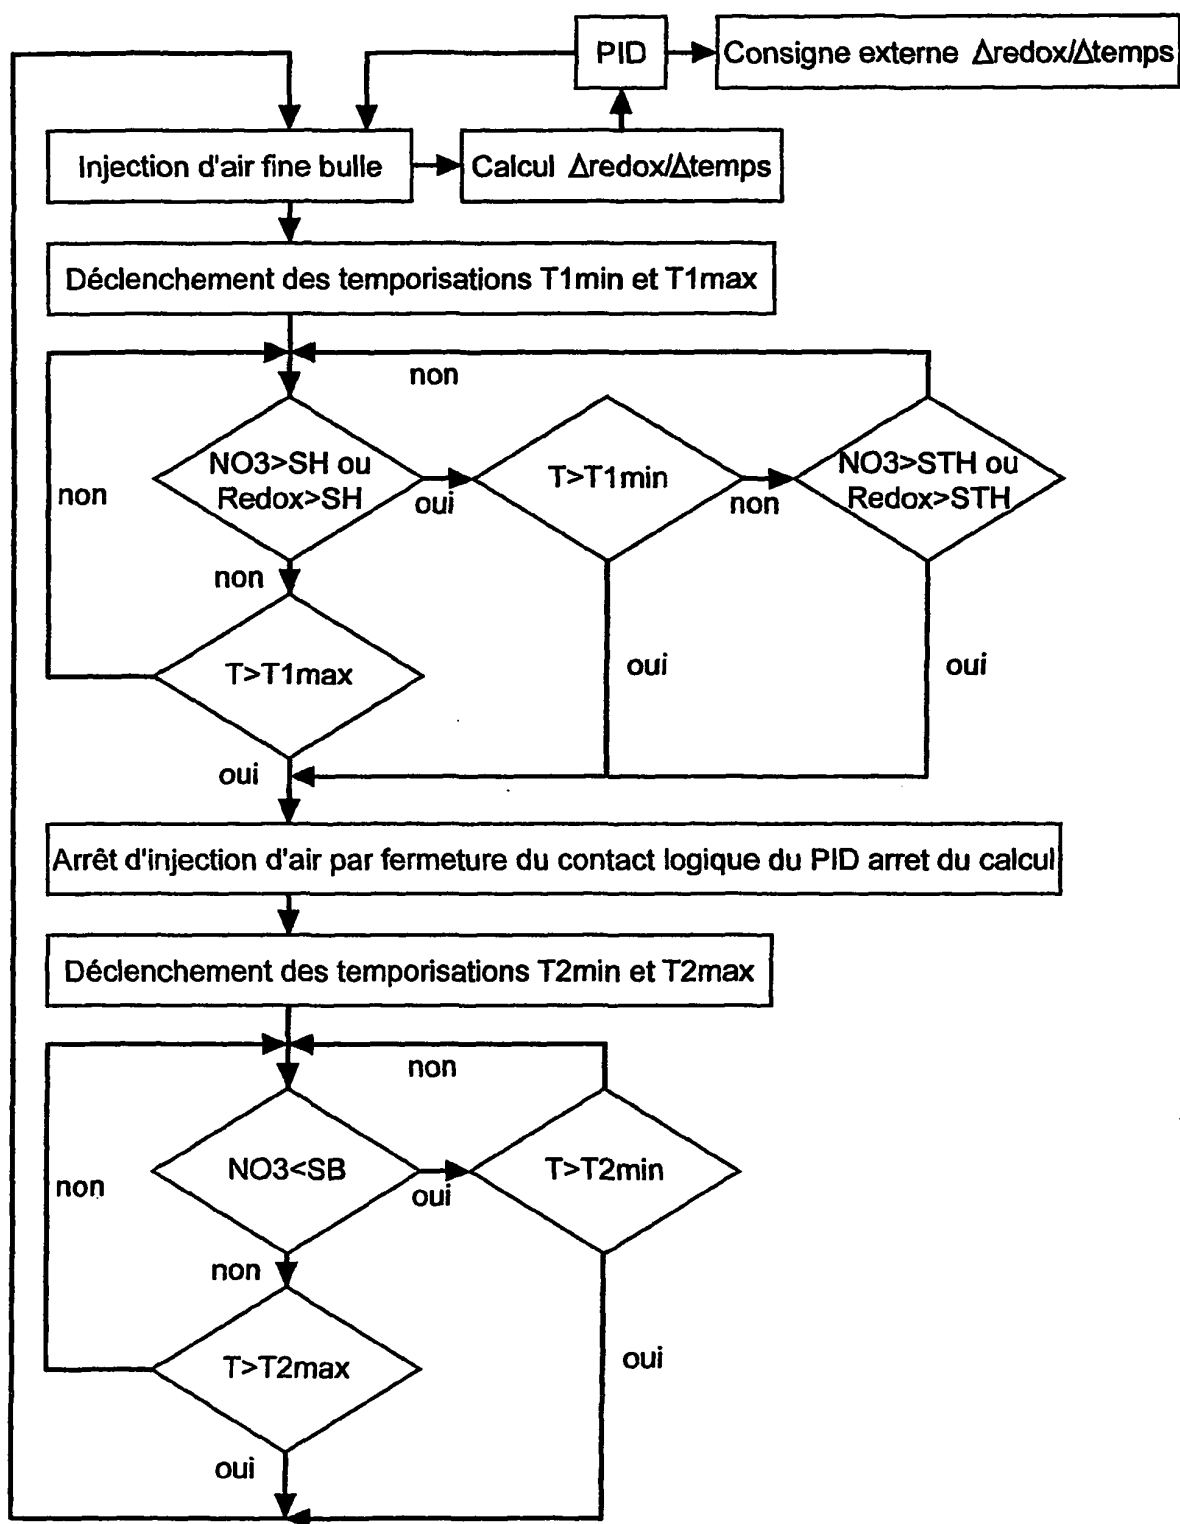 PID
Consigne externe Δredox/Δtemps
Injection d'air fine bulle
Calcul Δredox/Δtemps
Déclenchement des temporisations T1min et T1max
non
NO3>SH ou
Redox>SH
oui
T>T1min
non
NO3>STH ou
Redox>STH
non
non
T>T1max
oui
oui
oui
Arrêt d'injection d'air par fermeture du contact logique du PID arret du calcul
Déclenchement des temporisations T2min et T2max
non
NO3<SB
oui
T>T2min
non
non
T>T2max
oui
oui